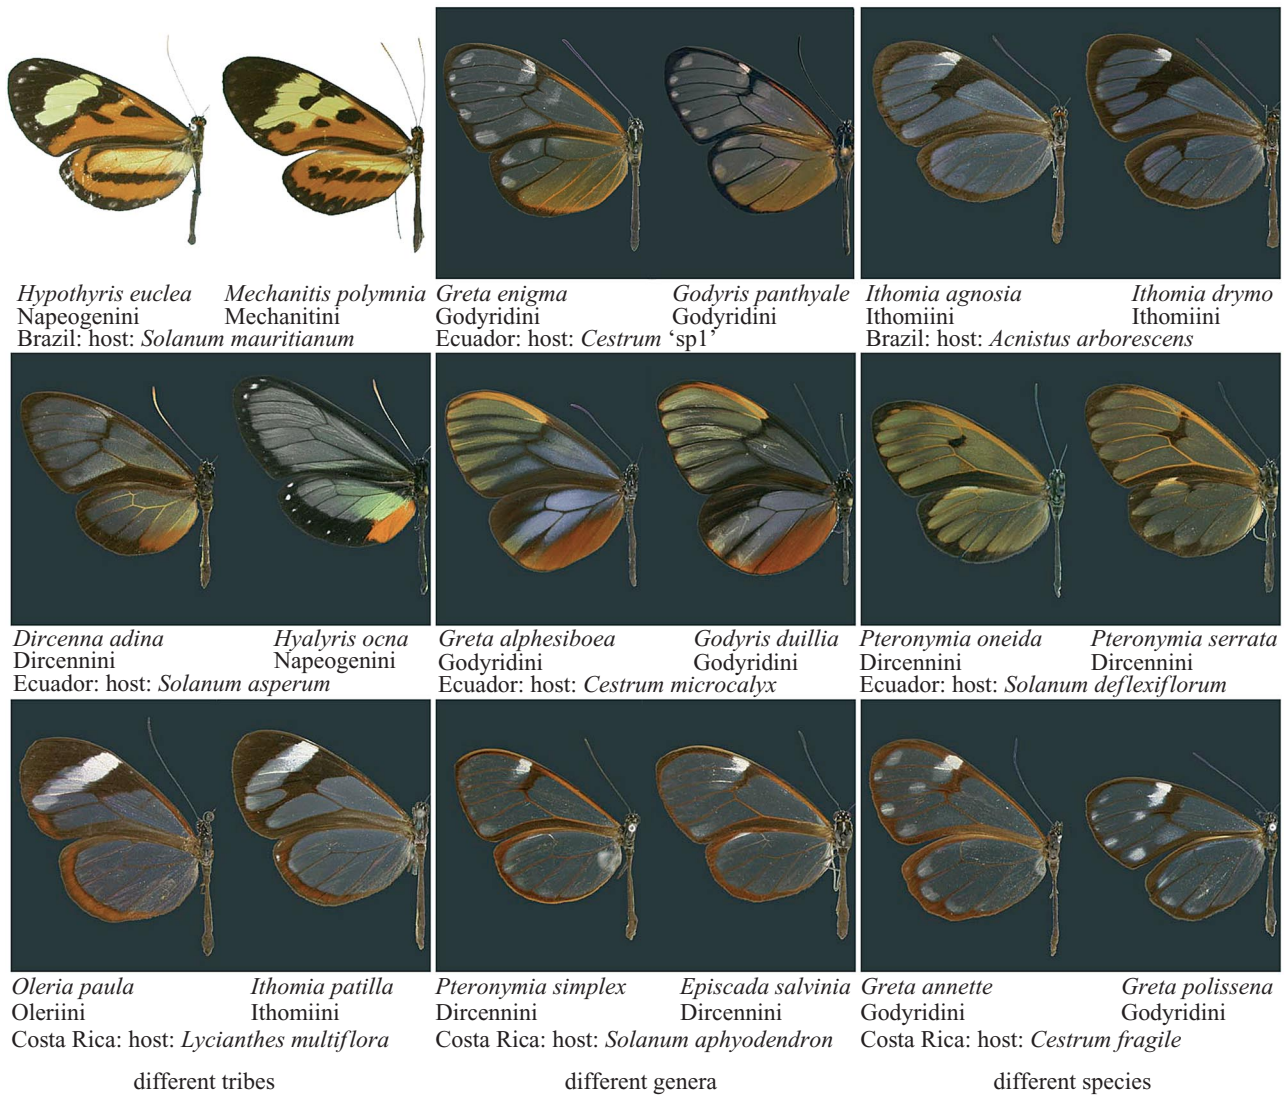 Hypothyris euclea
Napeogenini
Mechanitis polymnia
Mechanitini
Brazil: host: Solanum mauritianum
Greta enigma
Godyridini
Godyris panthyale
Godyridini
Ecuador: host: Cestrum ‘sp1’
Ithomia agnosia
Ithomiini
Ithomia drymo
Ithomiini
Brazil: host: Acnistus arborescens
Dircenna adina
Dircennini
Hyalyris ocna
Napeogenini
Ecuador: host: Solanum asperum
Greta alphesiboea
Godyridini
Godyris duillia
Godyridini
Ecuador: host: Cestrum microcalyx
Pteronymia oneida
Dircennini
Pteronymia serrata
Dircennini
Ecuador: host: Solanum deflexiflorum
Oleria paula
Oleriini
Ithomia patilla
Ithomiini
Costa Rica: host: Lycianthes multiflora
Pteronymia simplex
Dircennini
Episcada salvinia
Dircennini
Costa Rica: host: Solanum aphyodendron
Greta annette
Godyridini
Greta polissena
Godyridini
Costa Rica: host: Cestrum fragile
different tribes
different genera
different species